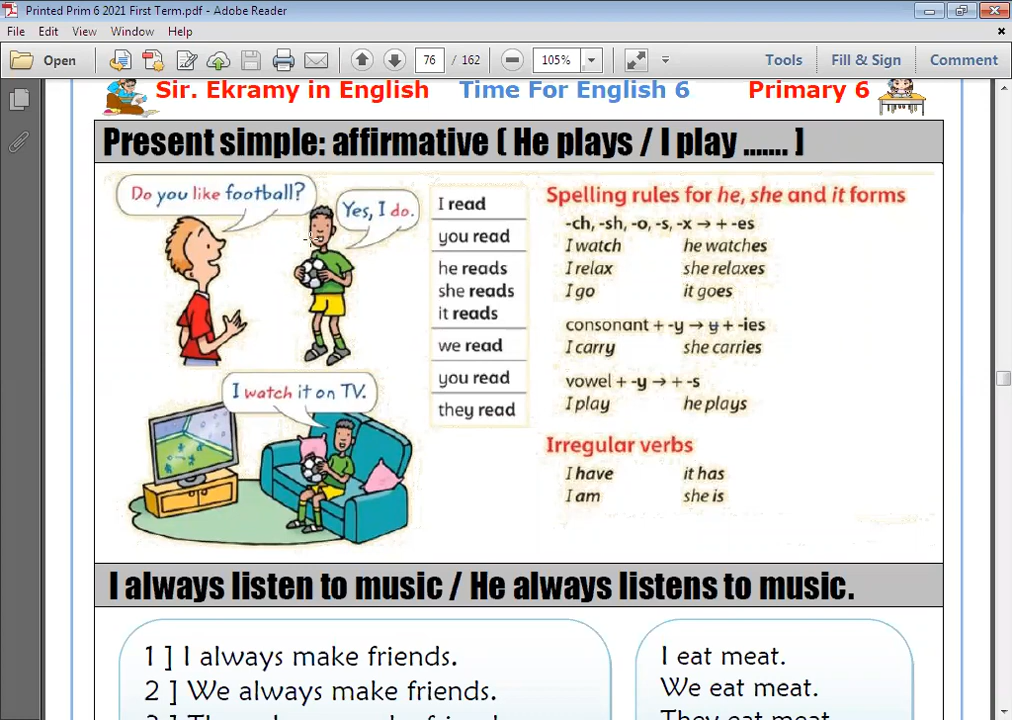 Printed Prim 6 2021 First Term.pdf - Adobe Reader
File Edit View Window Help
Open 76 / 162 105% Tools Fill & Sign Comment
Sir. Ekramy in English Time For English 6 Primary 6
Present simple: affirmative ( He plays / I play ....... ]
Do you like football?
Yes, I do.
I watch it on TV.
I read
you read
he reads
she reads
it reads
we read
you read
they read
Spelling rules for he, she and it forms
-ch, -sh, -o, -s, -x → + -es
I watch he watches
I relax she relaxes
I go it goes
consonant + -y → y + -ies
I carry she carries
vowel + -y → + -s
I play he plays
Irregular verbs
I have it has
I am she is
I always listen to music / He always listens to music.
1 ] I always make friends.
2 ] We always make friends.
I eat meat.
We eat meat.
They eat meat